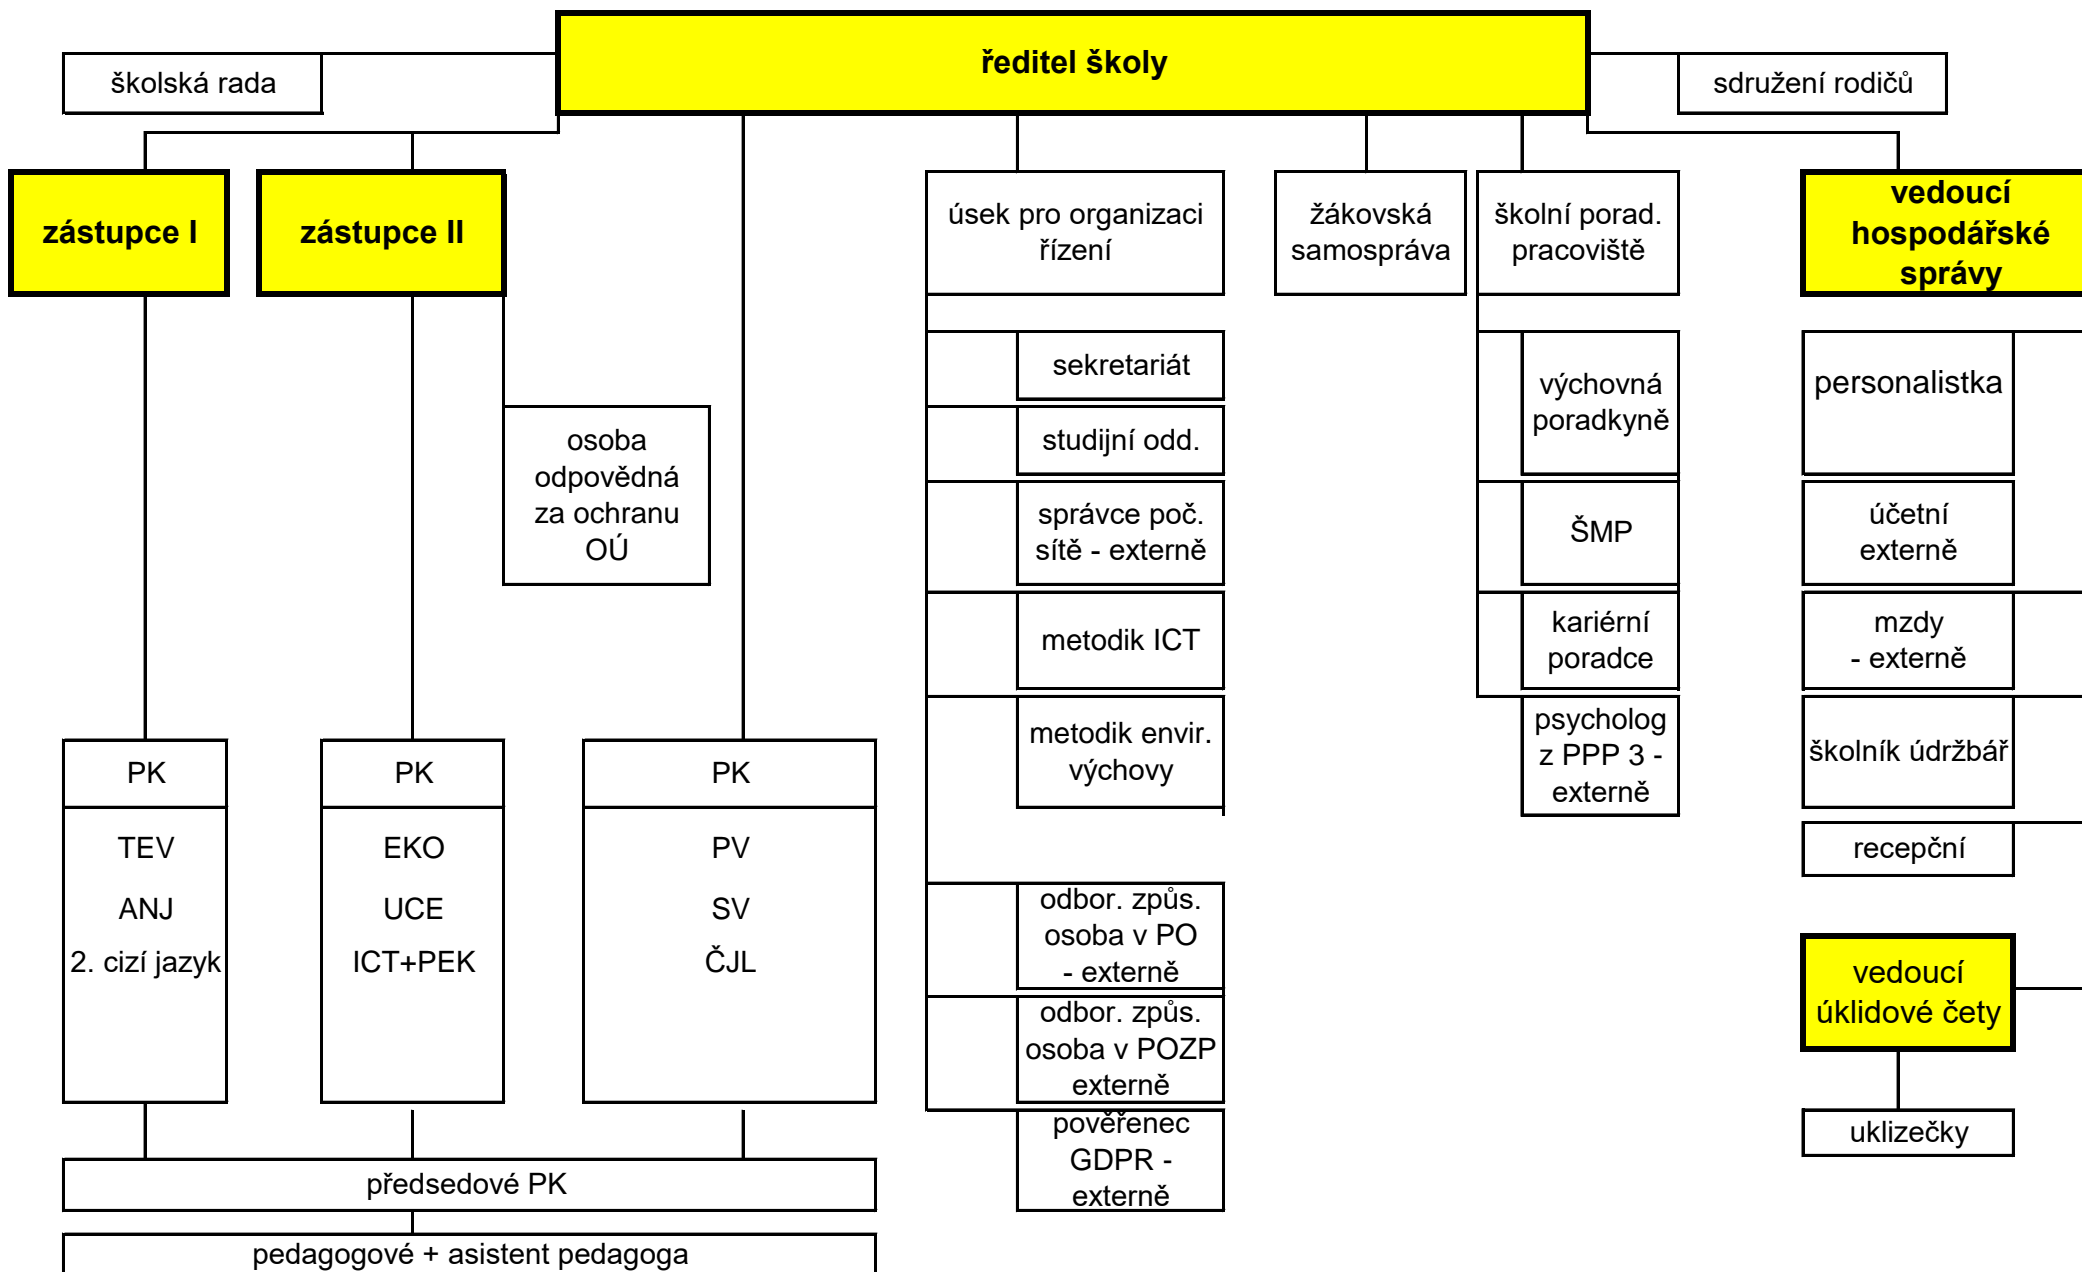 ředitel školy
školská rada
sdružení rodičů
zástupce I
zástupce II
úsek pro organizaci
řízení
žákovská
samospráva
školní porad.
pracoviště
vedoucí
hospodářské
správy
osoba
odpovědná
za ochranu
OÚ
sekretariát
studijní odd.
správce poč.
sítě - externě
metodik ICT
metodik envir.
výchovy
odbor. způs.
osoba v PO
- externě
odbor. způs.
osoba v POZP
externě
pověřenec
GDPR -
externě
výchovná
poradkyně
ŠMP
kariérní
poradce
psycholog
z PPP 3 -
externě
personalistka
účetní
externě
mzdy
- externě
školník údržbář
recepční
vedoucí
úklidové čety
uklizečky
PK
TEV
ANJ
2. cizí jazyk
PK
EKO
UCE
ICT+PEK
PK
PV
SV
ČJL
předsedové PK
pedagogové + asistent pedagoga